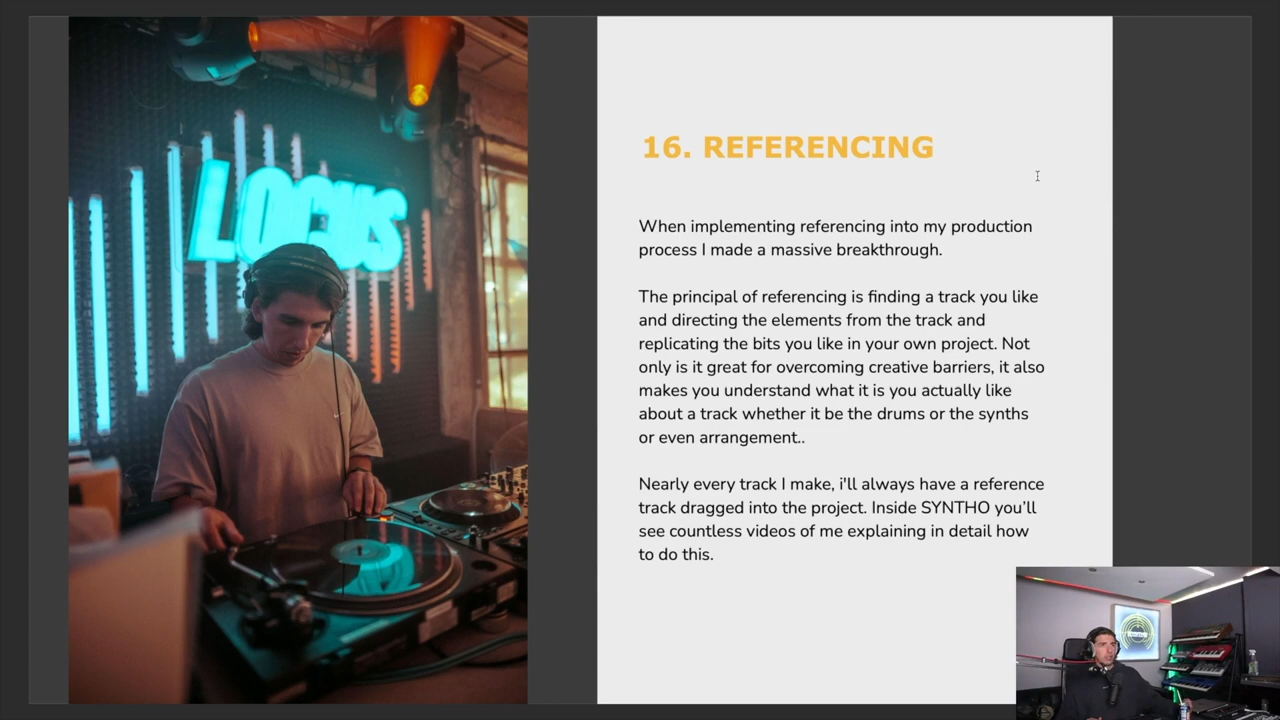 LOCUS
16. REFERENCING
When implementing referencing into my production
process I made a massive breakthrough.
The principal of referencing is finding a track you like
and directing the elements from the track and
replicating the bits you like in your own project. Not
only is it great for overcoming creative barriers, it also
makes you understand what it is you actually like
about a track whether it be the drums or the synths
or even arrangement..
Nearly every track I make, i'll always have a reference
track dragged into the project. Inside SYNTHO you'll
see countless videos of me explaining in detail how
to do this.